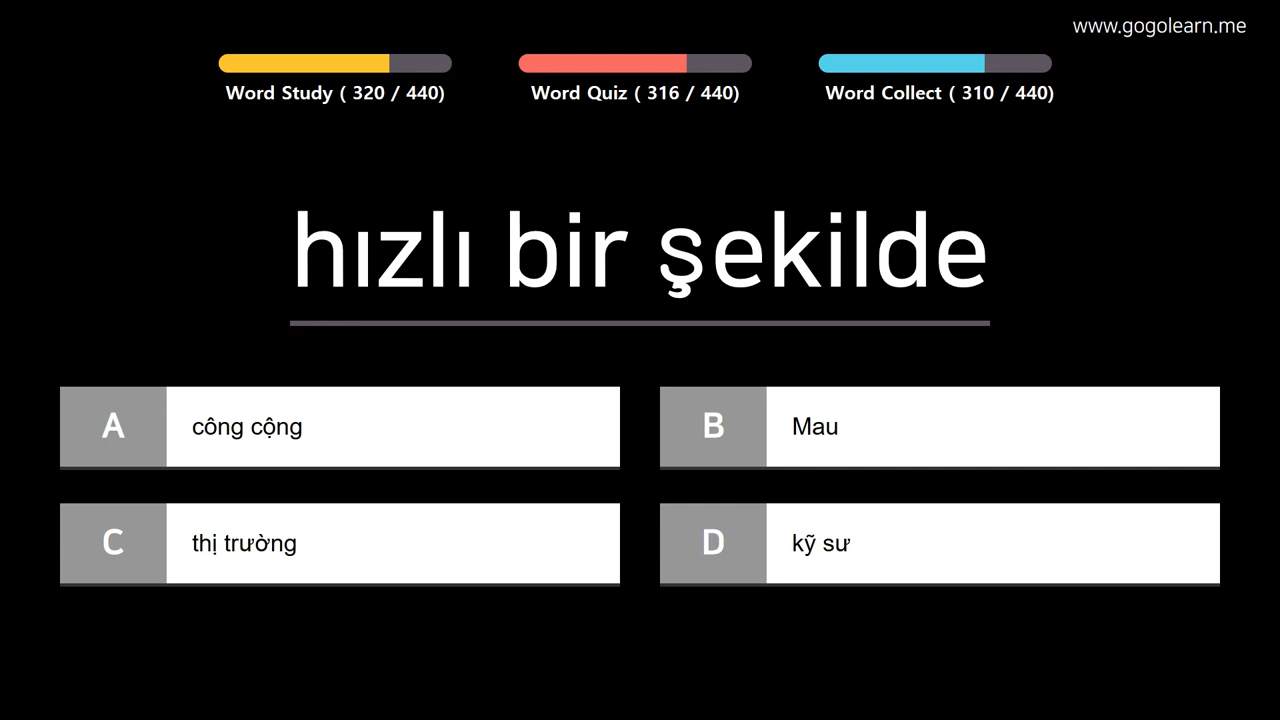 www.gogolearn.me
Word Study ( 320 / 440)
Word Quiz ( 316 / 440)
Word Collect ( 310 / 440)
hızlı bir şekilde
A
công cộng
B
Mau
C
thị trường
D
kỹ sư